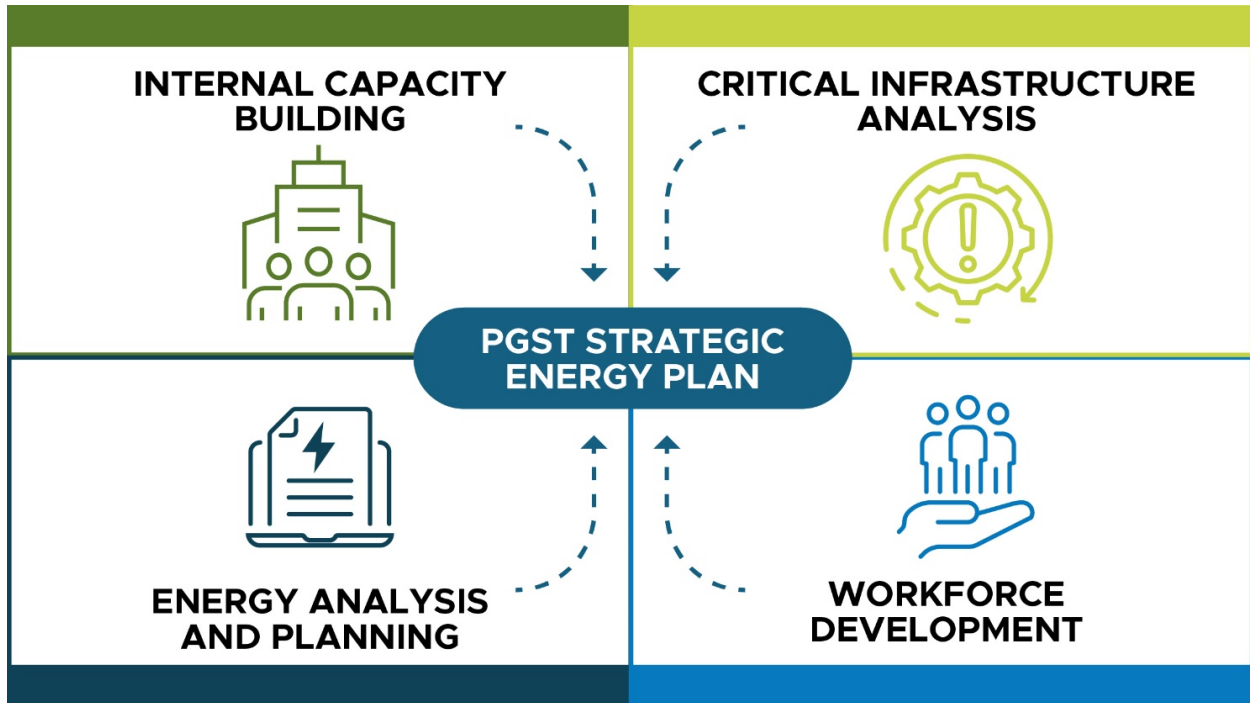 INTERNAL CAPACITY
BUILDING
CRITICAL INFRASTRUCTURE
ANALYSIS
PGST STRATEGIC
ENERGY PLAN
ENERGY ANALYSIS
AND PLANNING
WORKFORCE
DEVELOPMENT